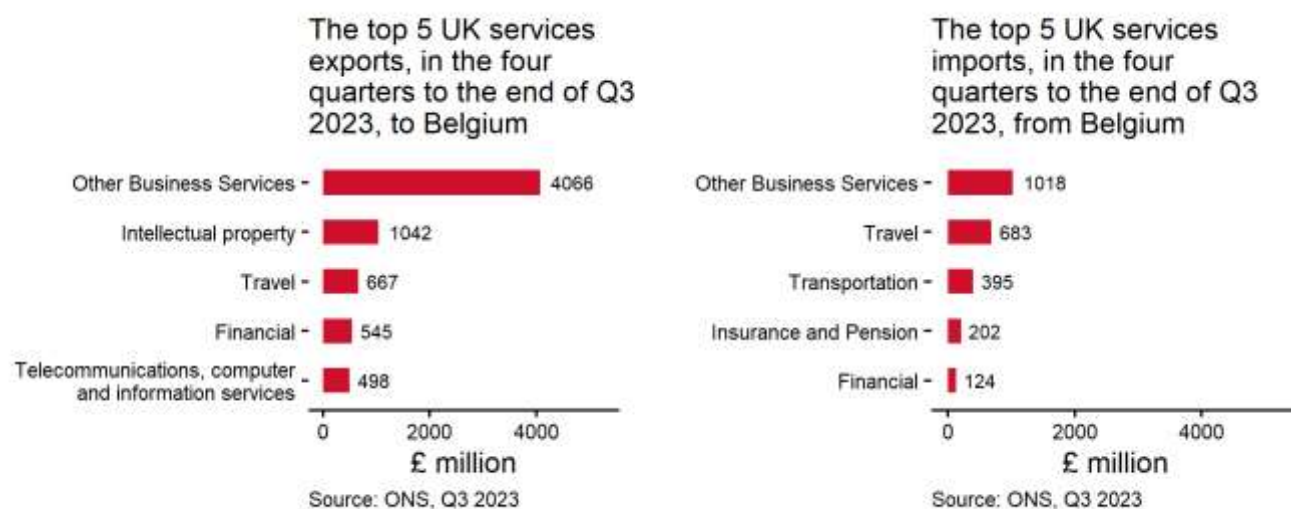 The top 5 UK services
exports, in the four
quarters to the end of Q3
2023, to Belgium
Other Business Services
4066
Intellectual property
1042
Travel
667
Financial
545
Telecommunications, computer
and information services
498
0 2000 4000
£ million
Source: ONS, Q3 2023
The top 5 UK services
imports, in the four
quarters to the end of Q3
2023, from Belgium
Other Business Services
1018
Travel
683
Transportation
395
Insurance and Pension
202
Financial
124
0 2000 4000
£ million
Source: ONS, Q3 2023